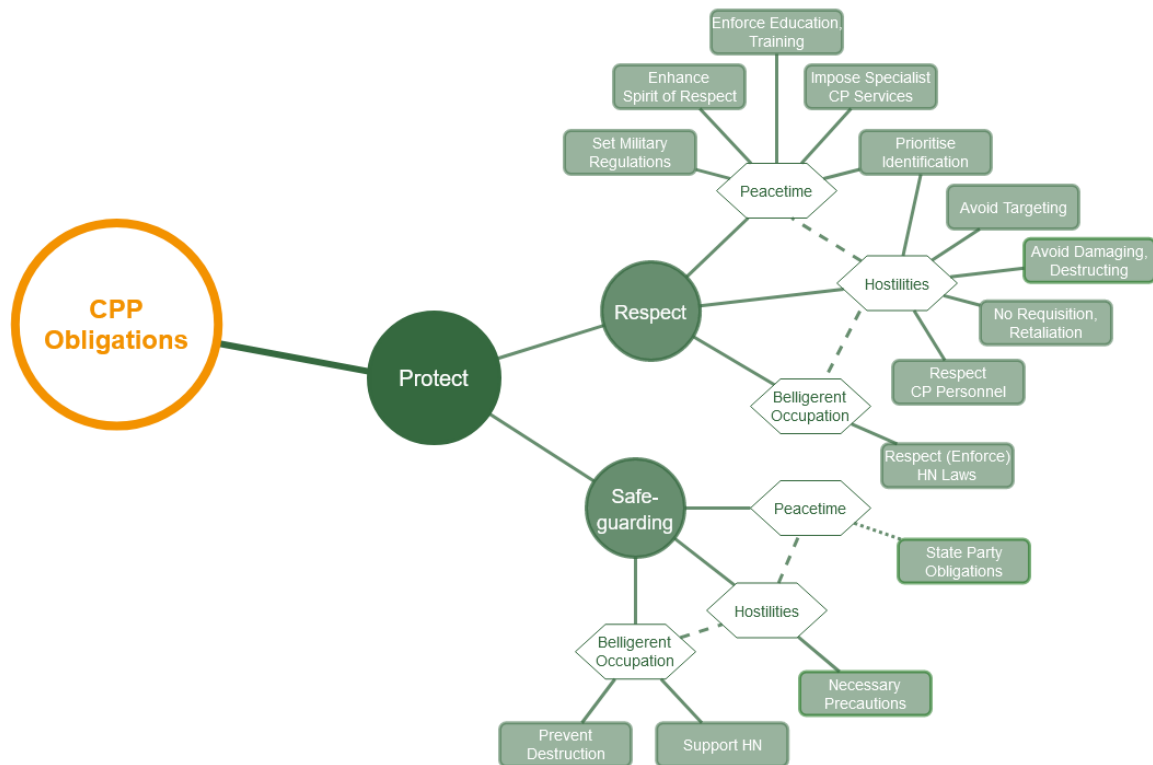 Enforce Education,
Training
Enhance
Spirit of Respect
Impose Specialist
CP Services
Set Military
Regulations
Prioritise
Identification
Peacetime
Avoid Targeting
Avoid Damaging,
Destructing
Hostilities
No Requisition,
Retaliation
Respect
CPP
Obligations
Protect
Respect
CP Personnel
Belligerent
Occupation
Respect (Enforce)
HN Laws
Safe-
guarding
Peacetime
State Party
Obligations
Hostilities
Belligerent
Occupation
Necessary
Precautions
Prevent
Destruction
Support HN